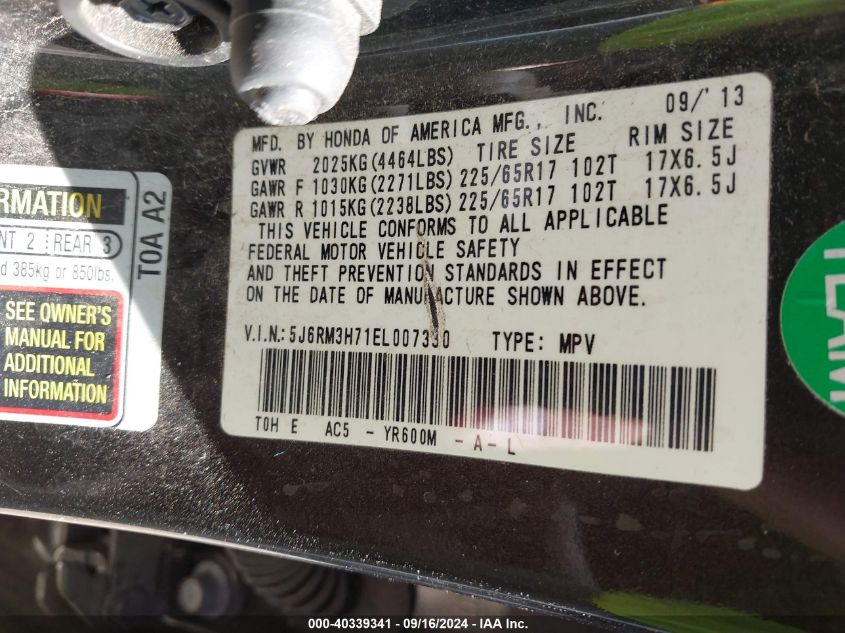 09/'13
MFD. BY HONDA OF AMERICA MFG., INC.
GVWR 2025KG(4464LBS) TIRE SIZE RIM SIZE
GAWR F 1030KG(2271LBS) 225/65R17 102T 17X6.5J
GAWR R 1015KG(2238LBS) 225/65R17 102T 17X6.5J
THIS VEHICLE CONFORMS TO ALL APPLICABLE
FEDERAL MOTOR VEHICLE SAFETY
AND THEFT PREVENTION STANDARDS IN EFFECT
ON THE DATE OF MANUFACTURE SHOWN ABOVE.
V.I.N.: TYPE: MPV
T0H E AC5 - YR600M - A - L
RMATION
NT 2 REAR 3
d 385kg or 850lbs.
SEE OWNER'S
MANUAL FOR
ADDITIONAL
INFORMATION
T0A A2
000-40339341 - 09/16/2024 - IAA Inc.